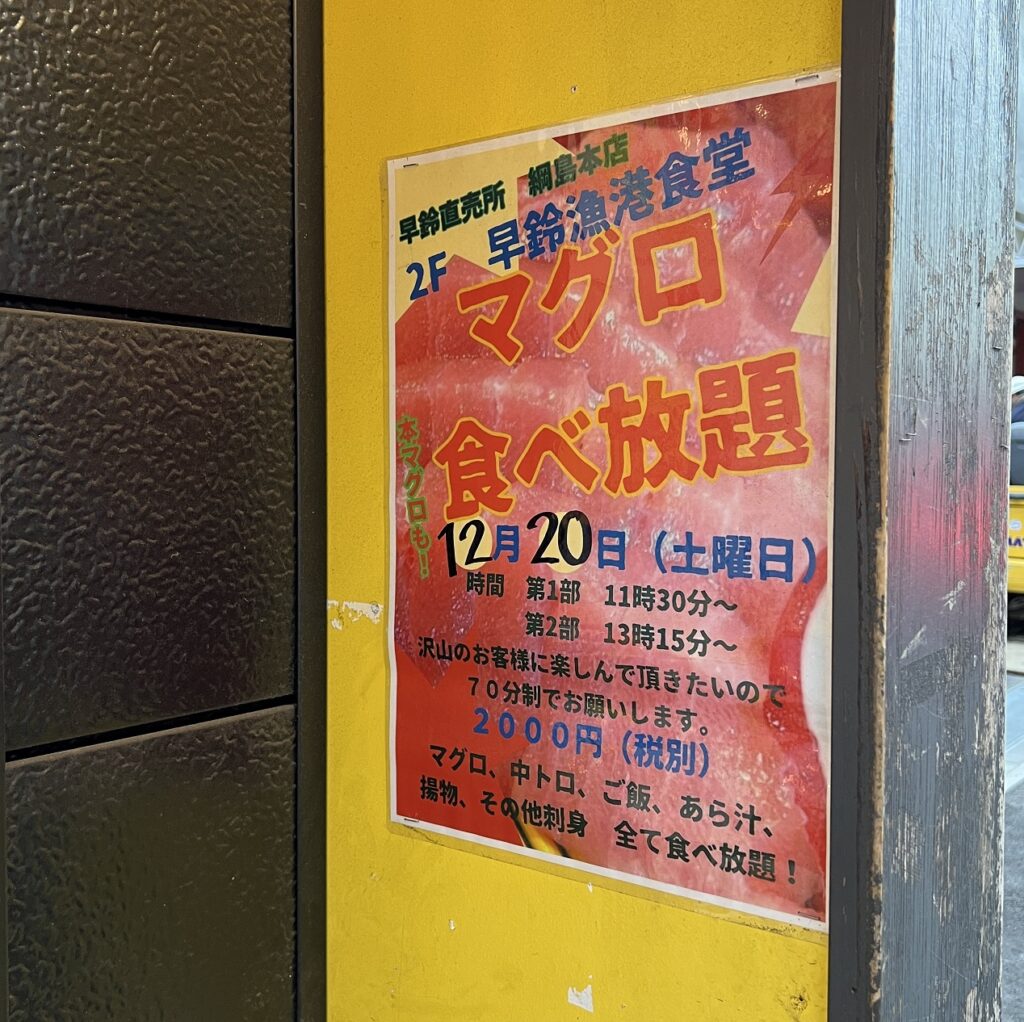 早鈴直売所 綱島本店
2F 早鈴漁港食堂
マグロ
食べ放題
本マグロも!
12月20日(土曜日)
時間 第1部 11時30分〜
第2部 13時15分〜
沢山のお客様に楽しんで頂きたいので
70分制でお願いします。
2000円(税別)
マグロ、中トロ、ご飯、あら汁、
揚物、その他刺身 全て食べ放題!